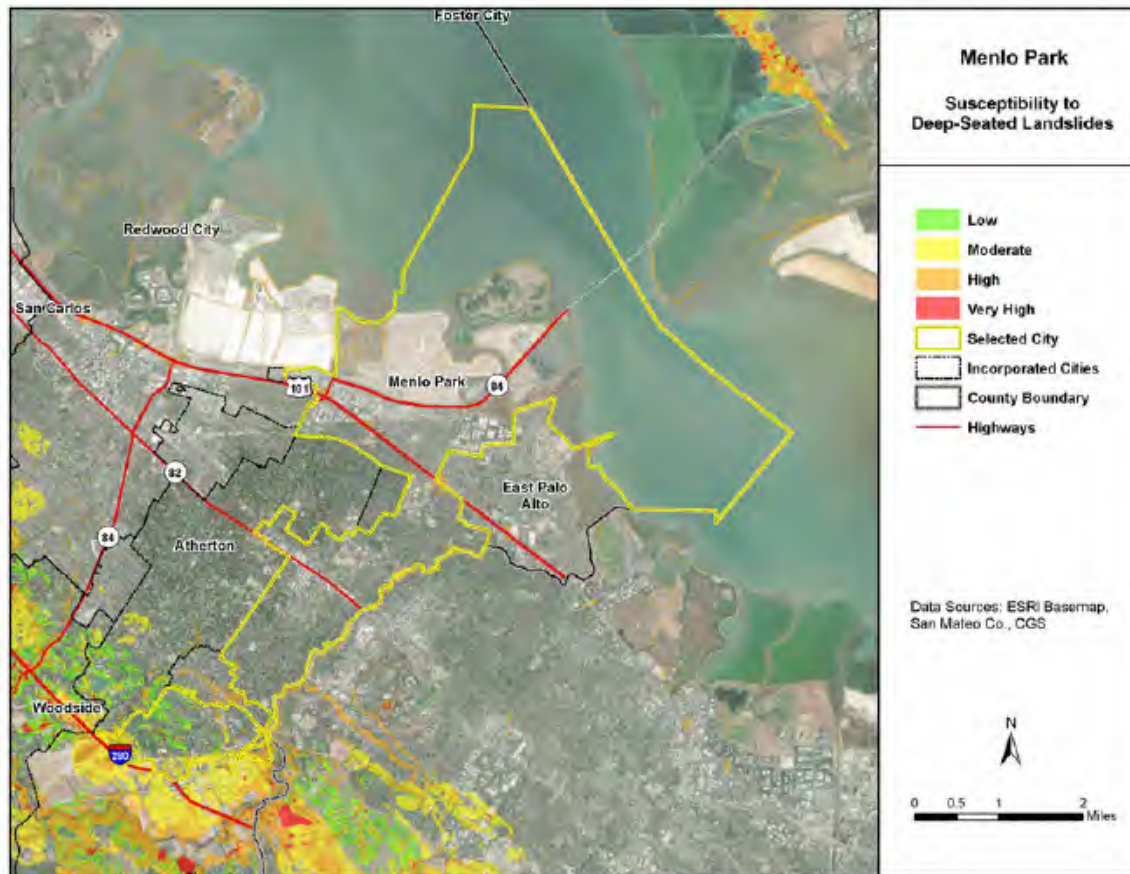 Foster City
Redwood City
San Carlos
101
Menlo Park
84
82
East Palo
Alto
84
Atherton
Woodside
280
Menlo Park
Susceptibility to
Deep-Seated Landslides
Low
Moderate
High
Very High
Selected City
Incorporated Cities
County Boundary
Highways
Data Sources: ESRI Basemap,
San Mateo Co., CGS
N
0 0.5 1 2
Miles